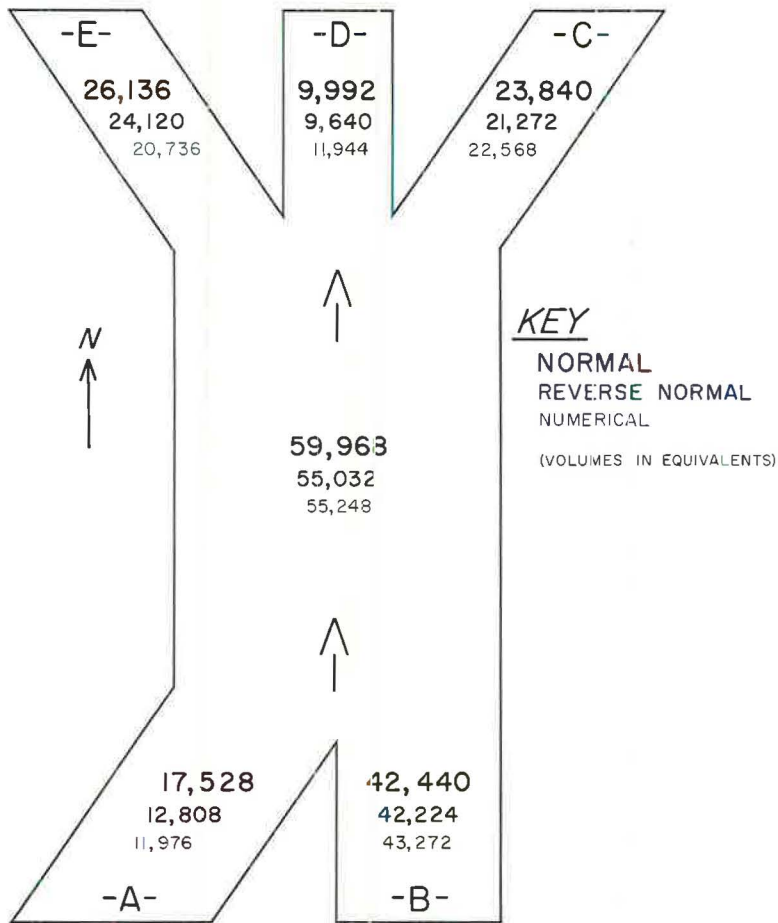 -E-
-D-
-C-
26,136
24,120
20,736
9,992
9,640
11,944
23,840
21,272
22,568
N
KEY
NORMAL
REVERSE NORMAL
NUMERICAL
(VOLUMES IN EQUIVALENTS)
59,968
55,032
55,248
17,528
12,808
11,976
42,440
42,224
43,272
-A-
-B-